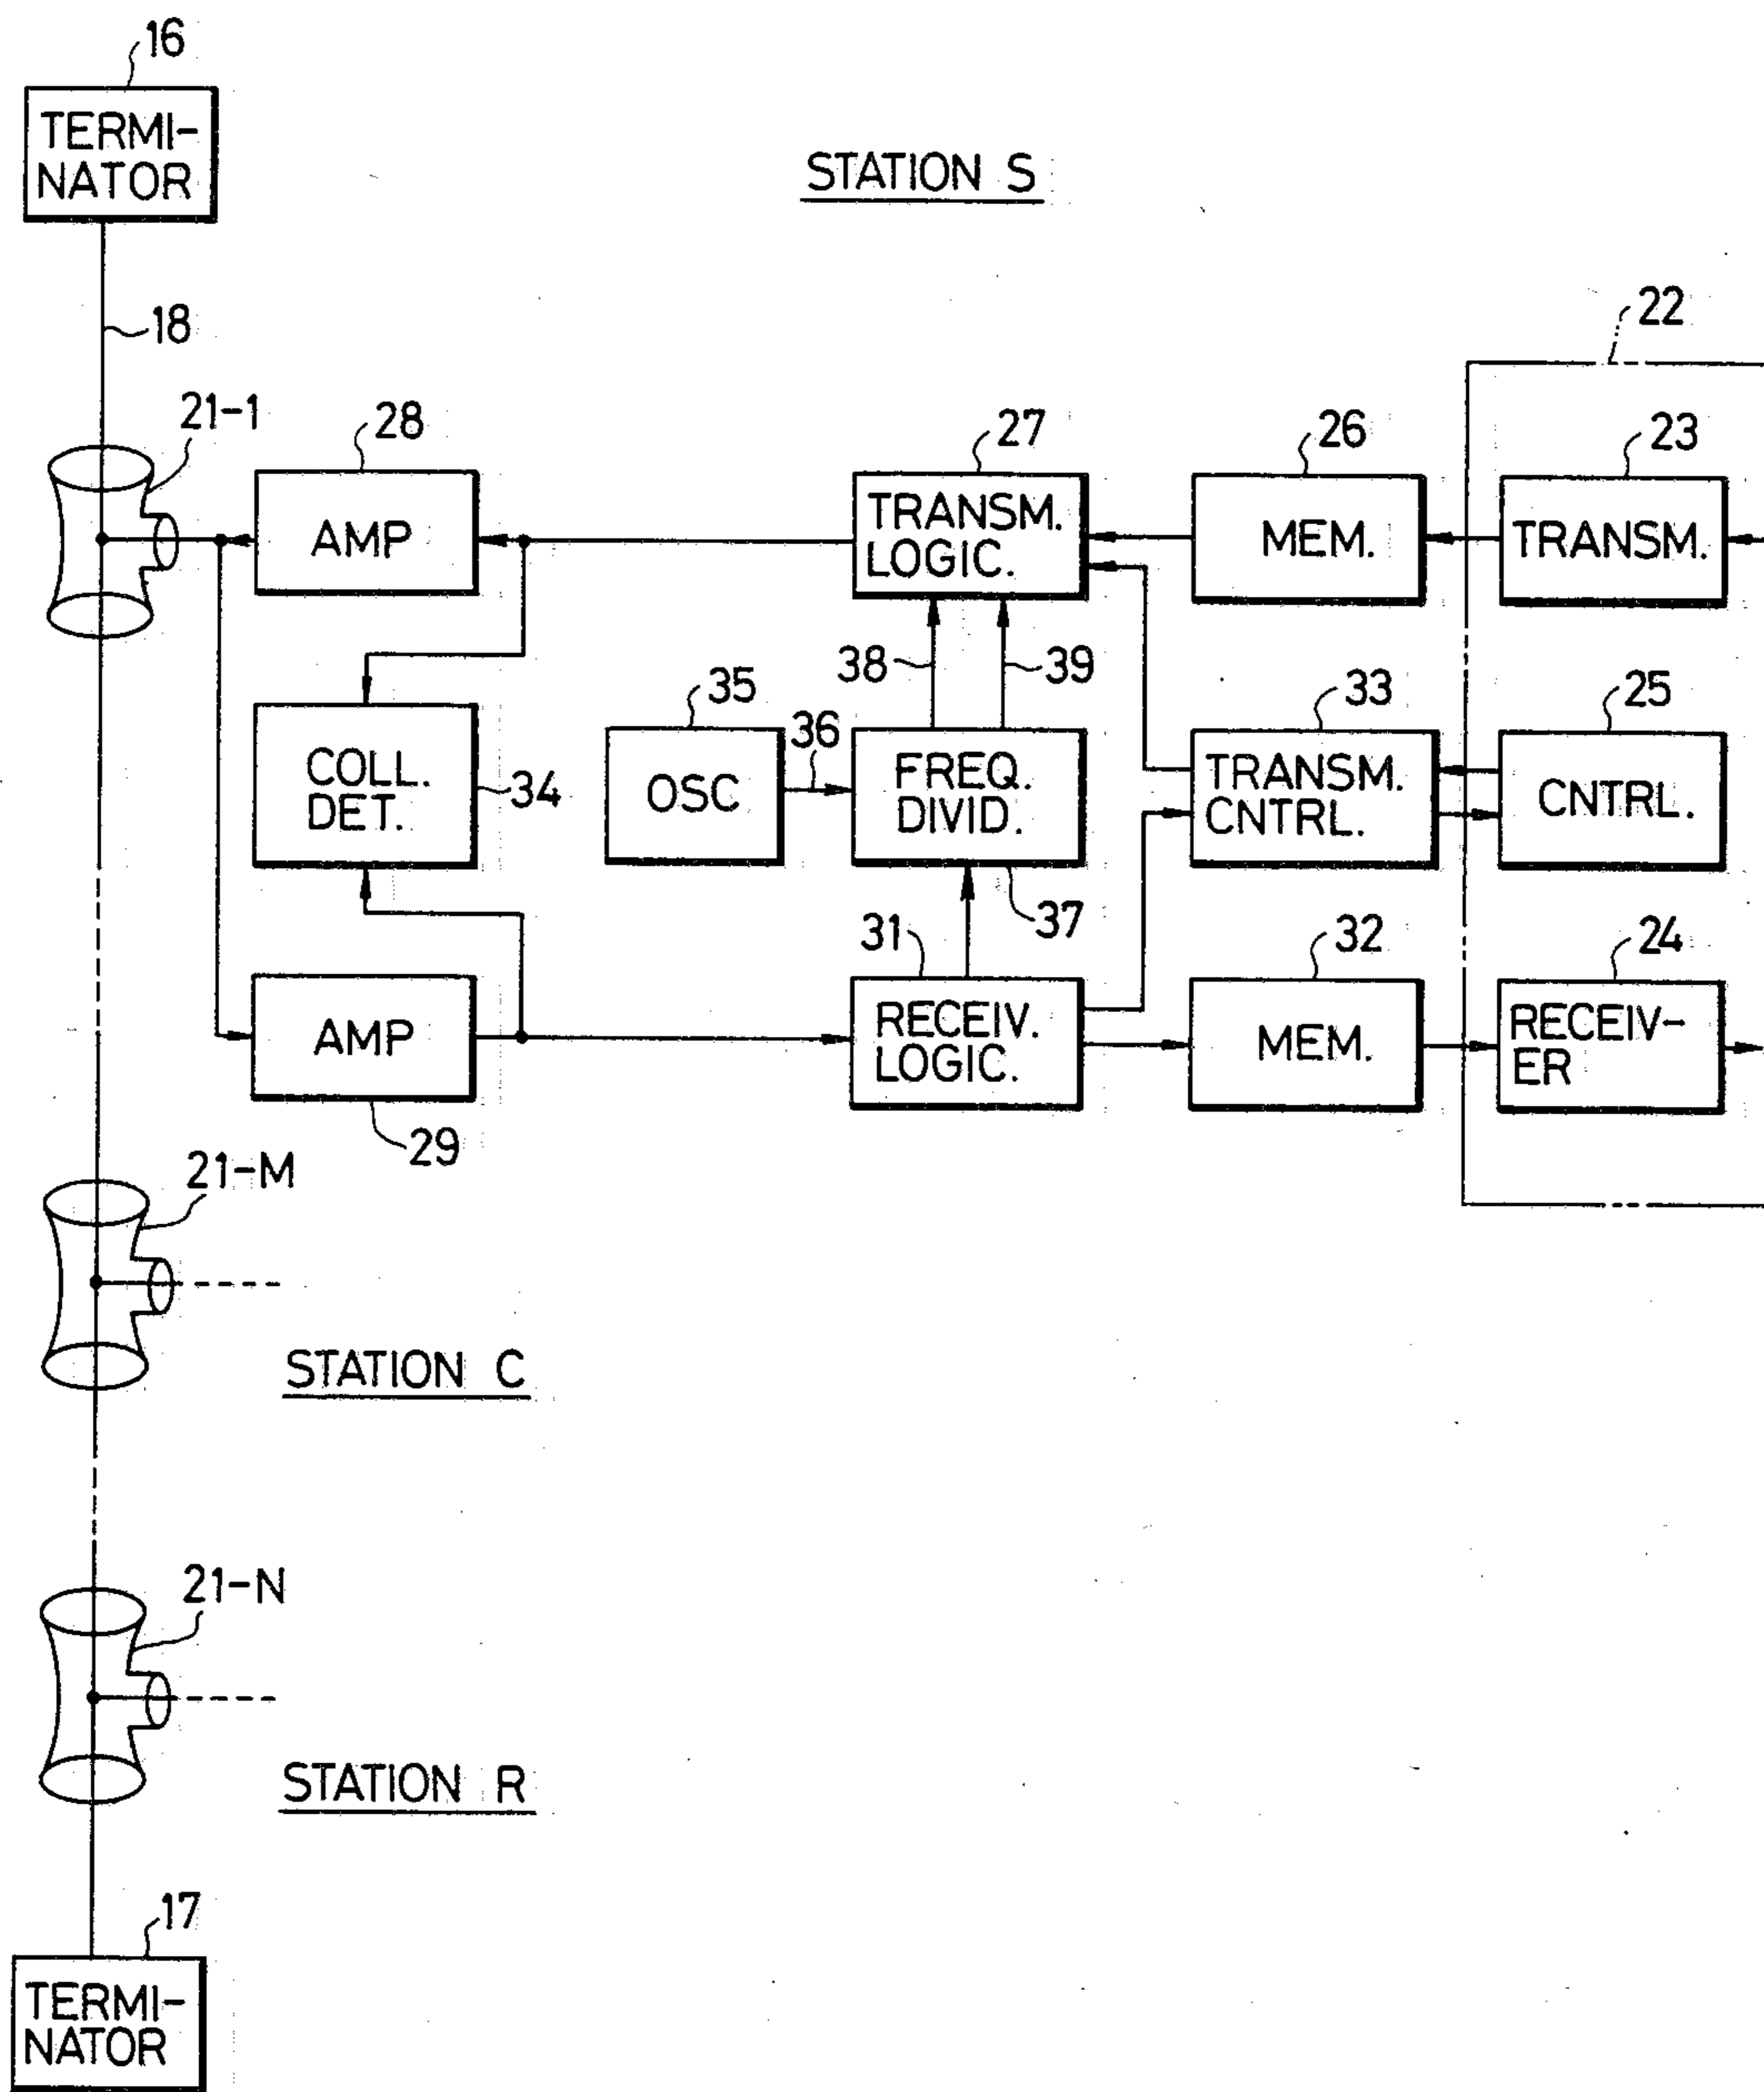 16
TERMI-
NATOR
STATION S
18
22
21-1
28
27
26
23
AMP
TRANSM.
LOGIC.
MEM.
TRANSM.
38
39
35
36
33
25
COLL.
DET.
34
OSC
FREQ.
DIVID.
TRANSM.
CNTRL.
CNTRL.
31
37
32
24
AMP
RECEIV.
LOGIC.
MEM.
RECEIV-
ER
29
21-M
STATION C
21-N
STATION R
17
TERMI-
NATOR